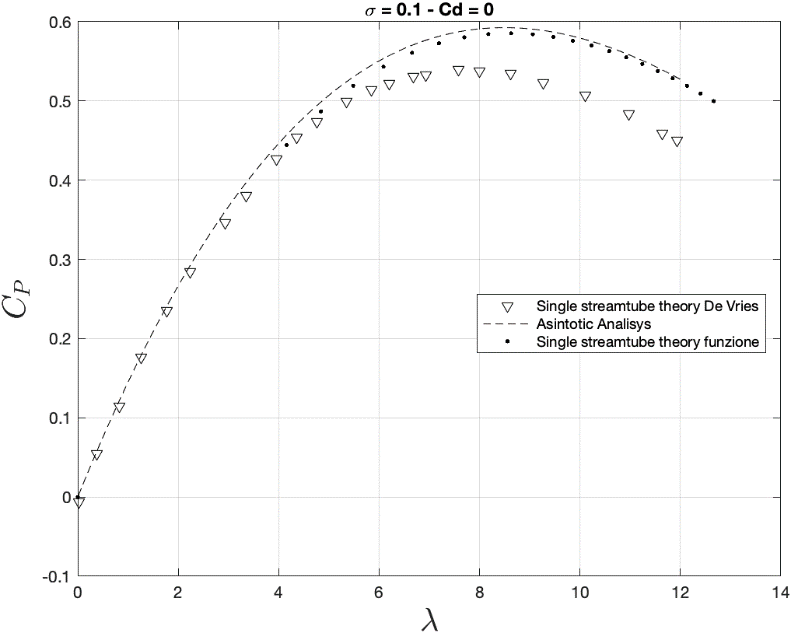 σ = 0.1 - Cd = 0
0.6
0.5
0.4
0.3
0.2
0.1
0
-0.1
C_P
Single streamtube theory De Vries
Asintotic Analisys
Single streamtube theory funzione
0 2 4 6 8 10 12 14
λ